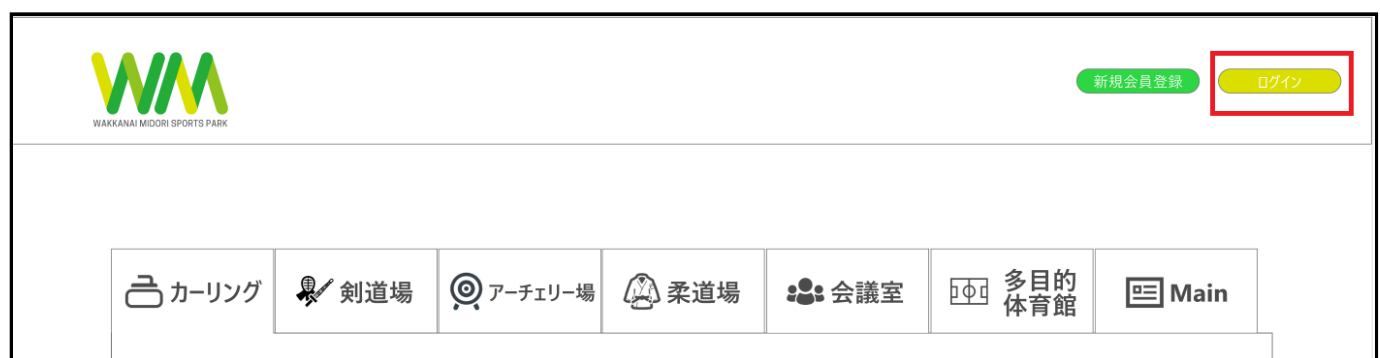 新規会員登録
ログイン
WAKKANAI MIDORI SPORTS PARK
カーリング
剣道場
アーチェリー場
柔道場
会議室
多目的
体育館
Main